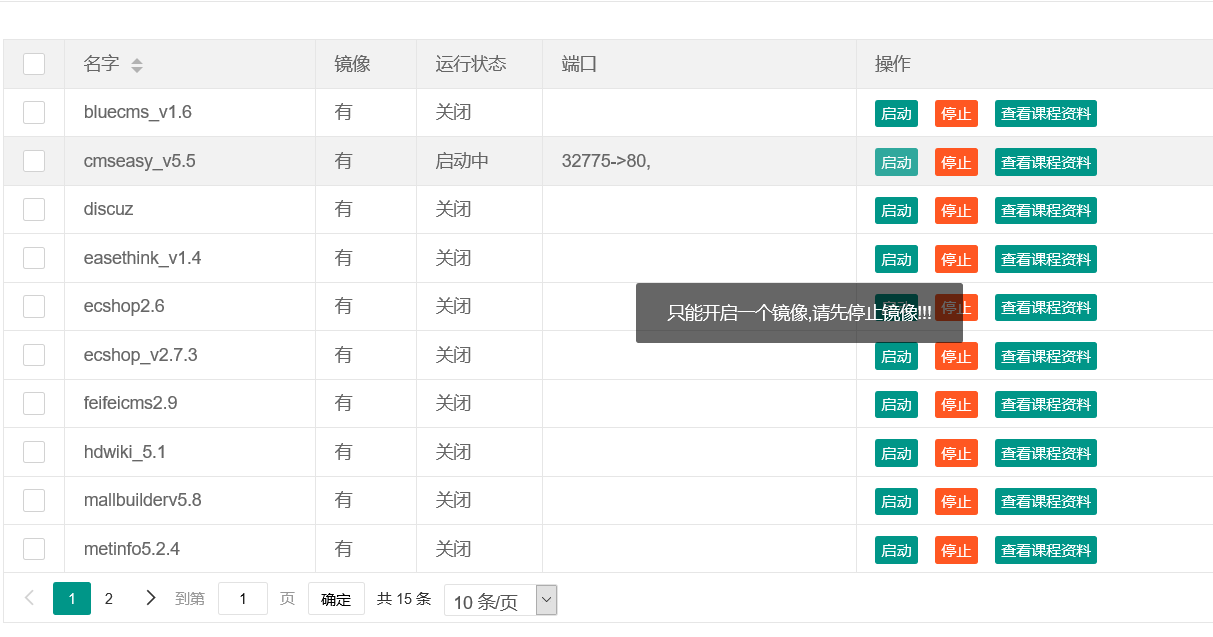 名字 镜像 运行状态 端口 操作
bluecms_v1.6 有 关闭 启动 停止 查看课程资料
cmseasy_v5.5 有 启动中 32775->80, 启动 停止 查看课程资料
discuz 有 关闭 启动 停止 查看课程资料
easethink_v1.4 有 关闭 启动 停止 查看课程资料
ecshop2.6 有 关闭 启动 停止 查看课程资料
只能开启一个镜像,请先停止镜像!!!
ecshop_v2.7.3 有 关闭 启动 停止 查看课程资料
feifeicms2.9 有 关闭 启动 停止 查看课程资料
hdwiki_5.1 有 关闭 启动 停止 查看课程资料
mallbuilderv5.8 有 关闭 启动 停止 查看课程资料
metinfo5.2.4 有 关闭 启动 停止 查看课程资料
1 2 到第 1 页 确定 共 15 条 10 条/页